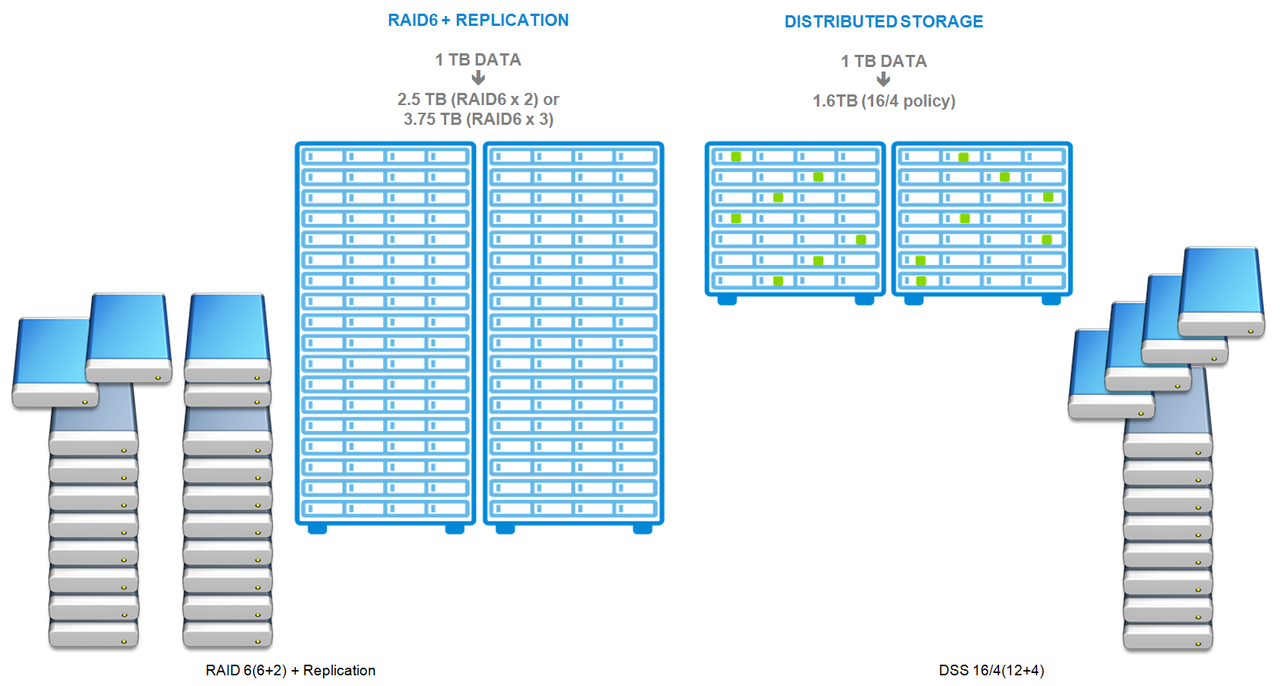 RAID6 + REPLICATION
1 TB DATA
2.5 TB (RAID6 x 2) or
3.75 TB (RAID6 x 3)
DISTRIBUTED STORAGE
1 TB DATA
1.6TB (16/4 policy)
RAID 6(6+2) + Replication
DSS 16/4(12+4)